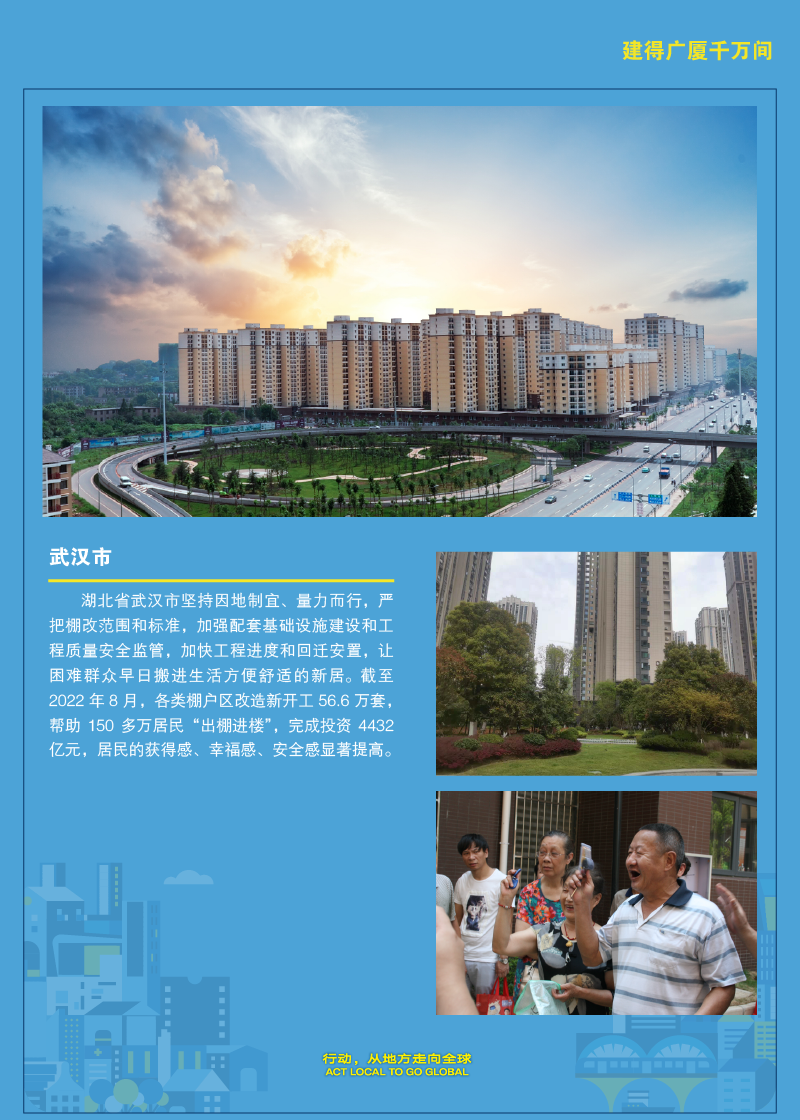 建得广厦千万间
武汉市
湖北省武汉市坚持因地制宜、量力而行，严
把棚改范围和标准，加强配套基础设施建设和工
程质量安全监管，加快工程进度和回迁安置，让
困难群众早日搬进生活方便舒适的新居。截至
2022 年 8 月，各类棚户区改造新开工 56.6 万套，
帮助 150 多万居民“出棚进楼”，完成投资 4432
亿元，居民的获得感、幸福感、安全感显著提高。
行动，从地方走向全球
ACT LOCAL TO GO GLOBAL